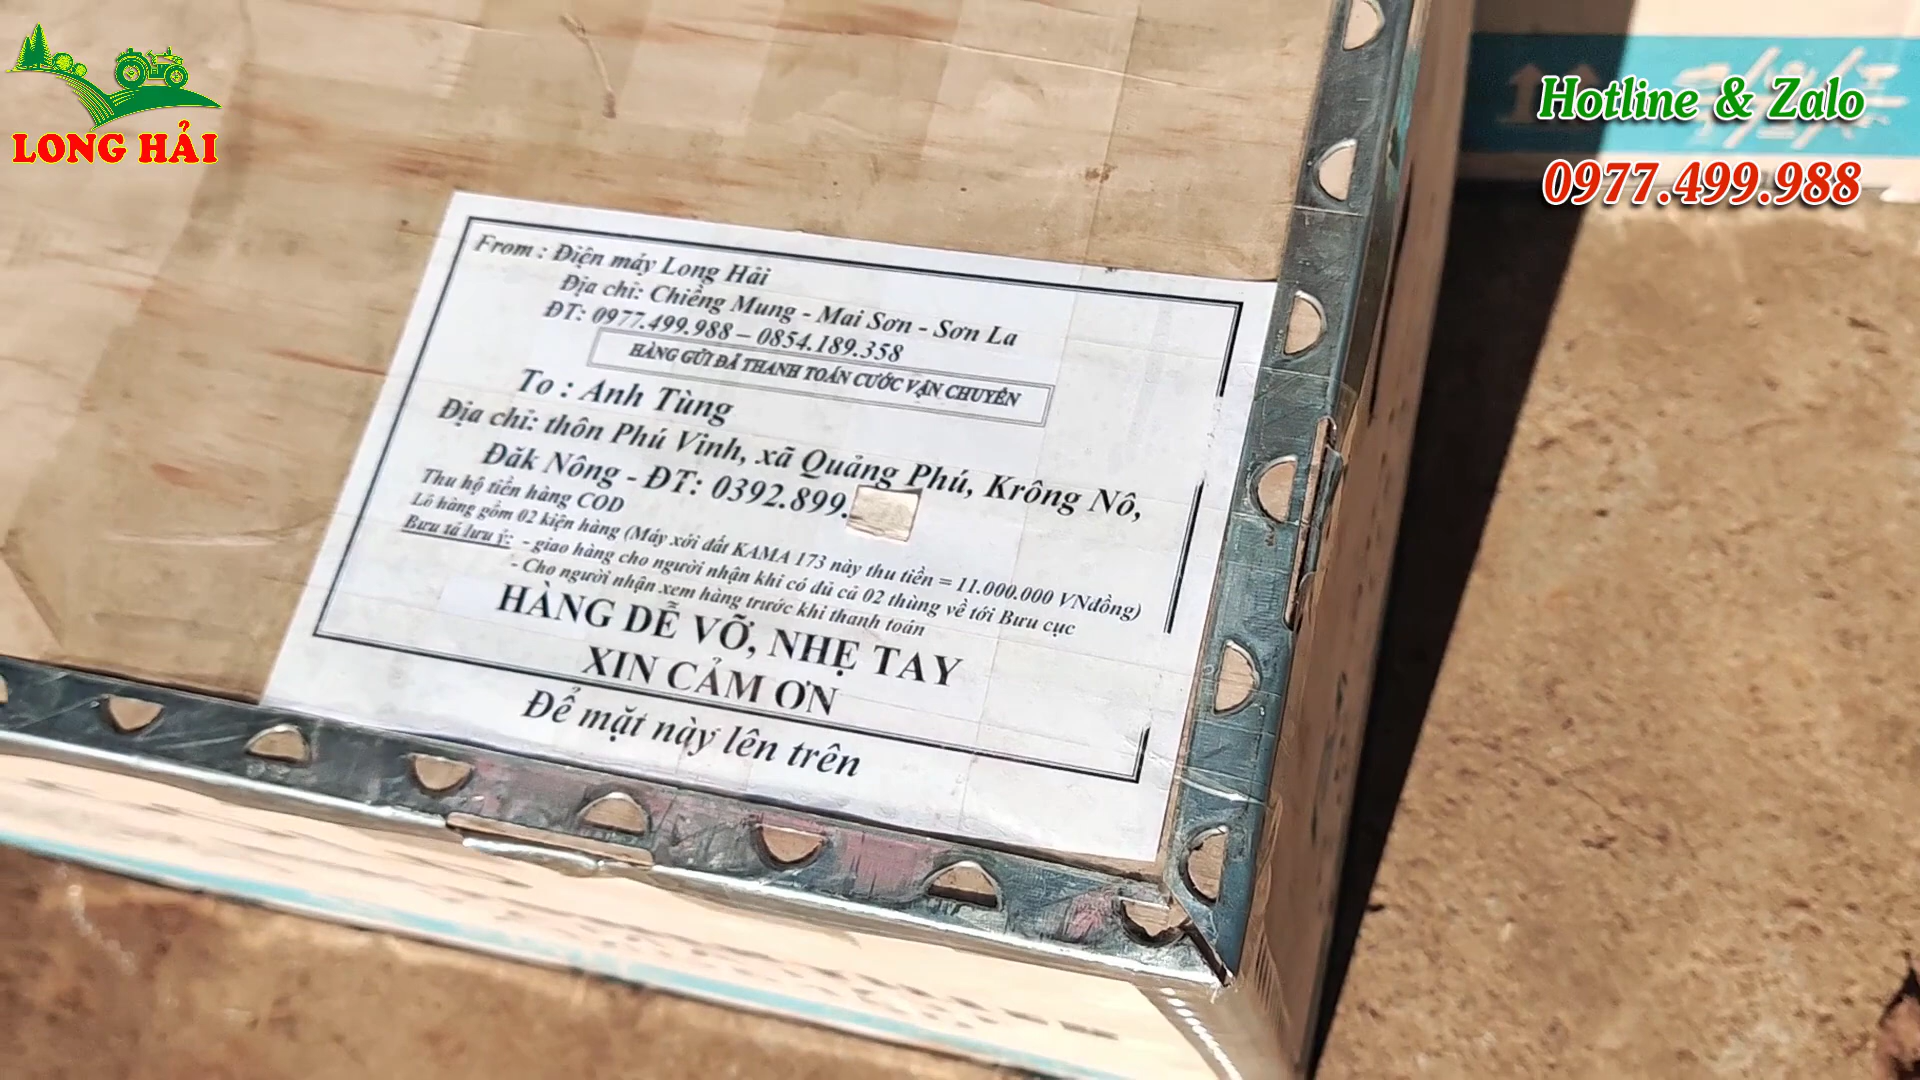 LONG HẢI
Hotline & Zalo
0977.499.988
From : Điện máy Long Hải
Địa chỉ: Chiềng Mung - Mai Sơn - Sơn La
ĐT: 0977.499.988 – 0854.189.358
HÀNG GỬI ĐÃ THANH TOÁN CƯỚC VẬN CHUYỂN
To : Anh Tùng
Địa chỉ: thôn Phú Vinh, xã Quảng Phú, Krông Nô,
Đăk Nông - ĐT: 0392.899.
Thu hộ tiền hàng COD
Lô hàng gồm 02 kiện hàng (Máy xới đất KAMA 173 này thu tiền = 11.000.000 VNđồng)
Bưu tá lưu ý: - giao hàng cho người nhận khi có đủ cả 02 thùng về tới Bưu cục
- Cho người nhận xem hàng trước khi thanh toán
HÀNG DỄ VỠ, NHẸ TAY
XIN CẢM ƠN
Để mặt này lên trên